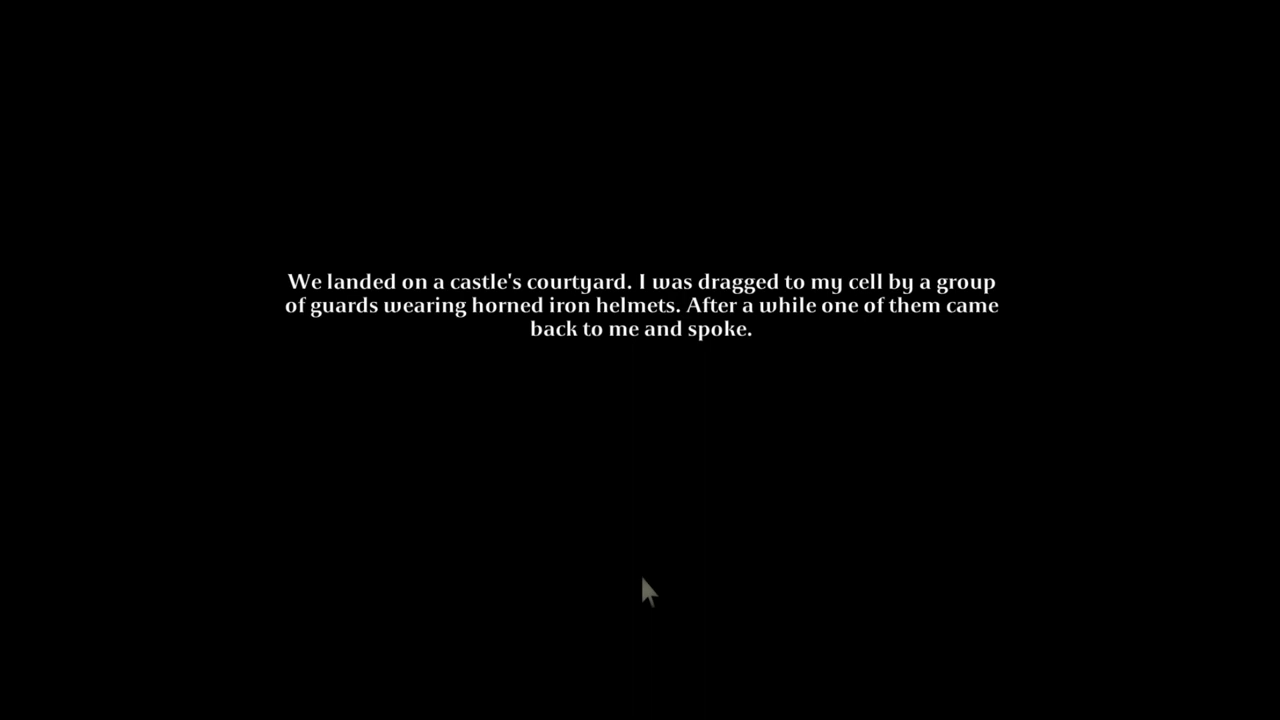 We landed on a castle's courtyard. I was dragged to my cell by a group
of guards wearing horned iron helmets. After a while one of them came
back to me and spoke.